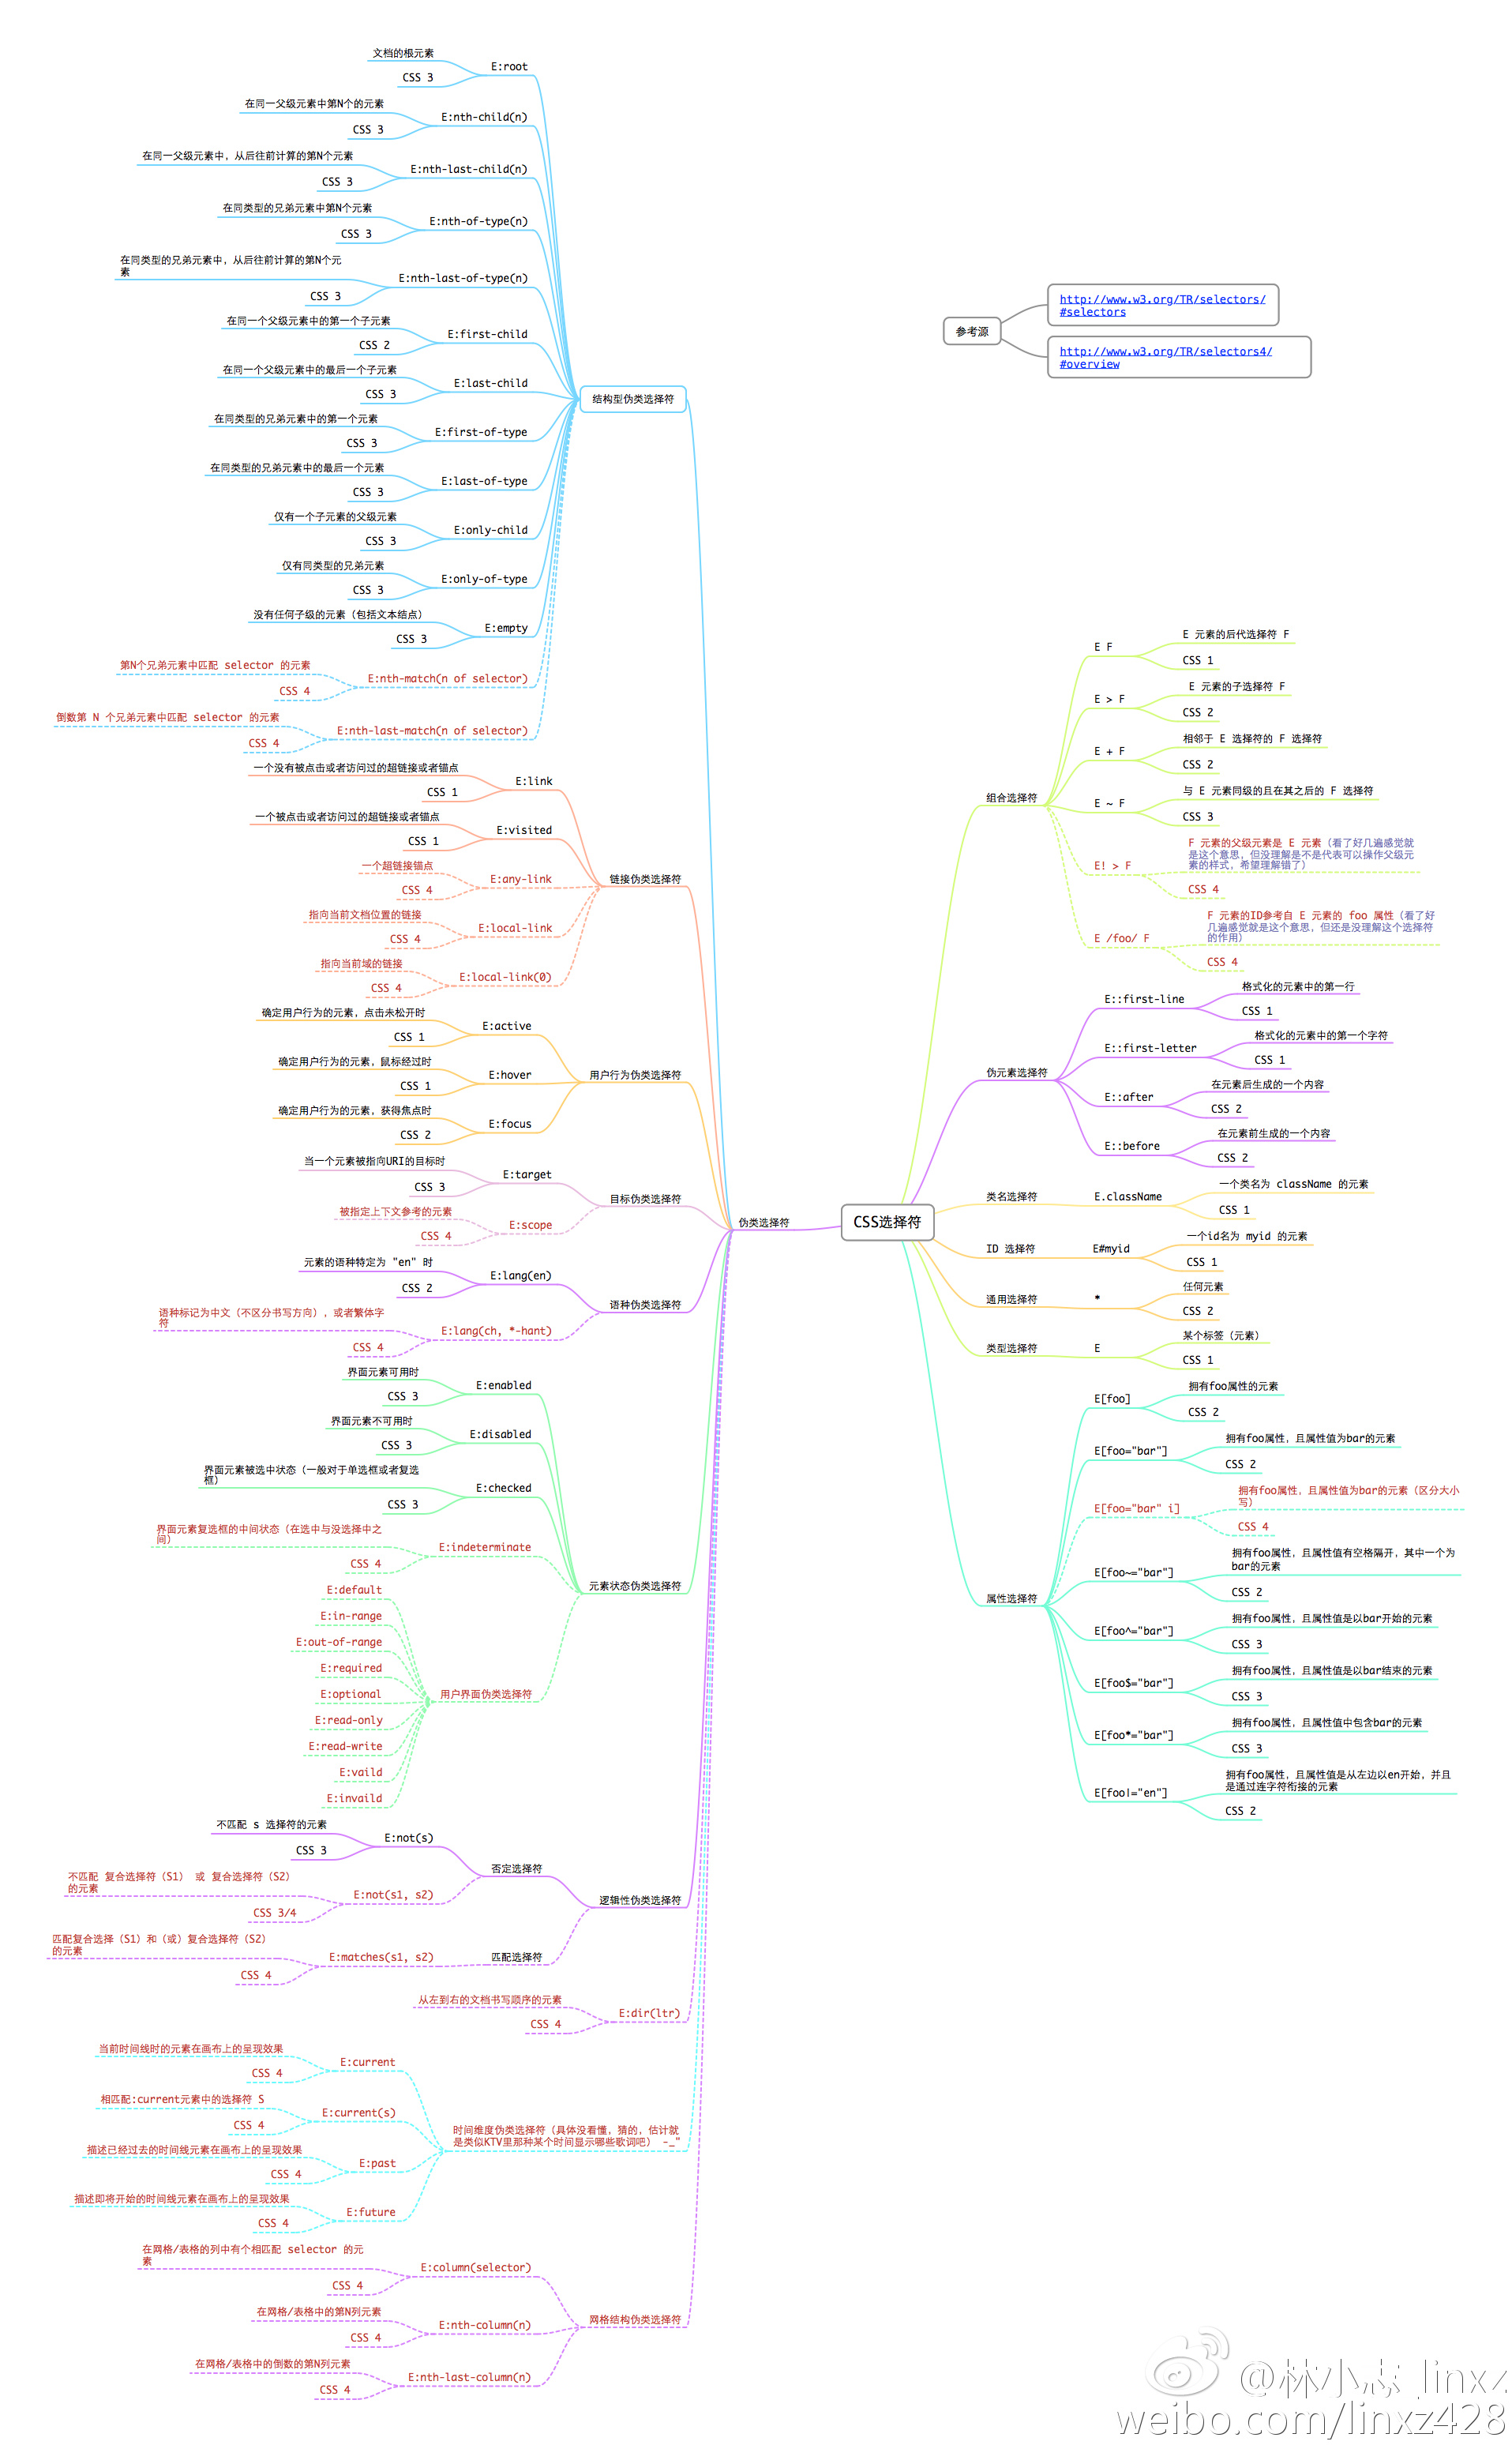 文档的根元素
E:root
CSS 3
在同一父级元素中第N个的元素
E:nth-child(n)
CSS 3
在同一父级元素中，从后往前计算的第N个元素
E:nth-last-child(n)
CSS 3
在同类型的兄弟元素中第N个元素
E:nth-of-type(n)
CSS 3
在同类型的兄弟元素中，从后往前计算的第N个元
素
E:nth-last-of-type(n)
CSS 3
在同一个父级元素中的第一个子元素
E:first-child
CSS 2
在同一个父级元素中的最后一个子元素
E:last-child
CSS 3
结构型伪类选择符
在同类型的兄弟元素中的第一个元素
E:first-of-type
CSS 3
在同类型的兄弟元素中的最后一个元素
E:last-of-type
CSS 3
仅有一个子元素的父级元素
E:only-child
CSS 3
仅有同类型的兄弟元素
E:only-of-type
CSS 3
没有任何子级的元素（包括文本结点）
E:empty
CSS 3
第N个兄弟元素中匹配 selector 的元素
E:nth-match(n of selector)
CSS 4
倒数第 N 个兄弟元素中匹配 selector 的元素
E:nth-last-match(n of selector)
CSS 4
一个没有被点击或者访问过的超链接或者锚点
E:link
CSS 1
一个被点击或者访问过的超链接或者锚点
E:visited
CSS 1
一个超链接锚点
E:any-link
CSS 4
链接伪类选择符
指向当前文档位置的链接
E:local-link
CSS 4
指向当前域的链接
E:local-link(0)
CSS 4
确定用户行为的元素，点击未松开时
E:active
CSS 1
确定用户行为的元素，鼠标经过时
E:hover
CSS 1
用户行为伪类选择符
确定用户行为的元素，获得焦点时
E:focus
CSS 2
当一个元素被指向URI的目标时
E:target
CSS 3
目标伪类选择符
被指定上下文参考的元素
E:scope
CSS 4
伪类选择符
元素的语种特定为 "en" 时
E:lang(en)
CSS 2
语种伪类选择符
语种标记为中文（不区分书写方向），或者繁体字
符
E:lang(ch, *-hant)
CSS 4
界面元素可用时
E:enabled
CSS 3
界面元素不可用时
E:disabled
CSS 3
界面元素被选中状态（一般对于单选框或者复选
框）
E:checked
CSS 3
界面元素复选框的中间状态（在选中与没选择中之
间）
E:indeterminate
CSS 4
元素状态伪类选择符
E:default
E:in-range
E:out-of-range
E:required
E:optional
用户界面伪类选择符
E:read-only
E:read-write
E:vaild
E:invaild
不匹配 s 选择符的元素
E:not(s)
CSS 3
否定选择符
不匹配 复合选择符（S1） 或 复合选择符（S2）
的元素
E:not(s1, s2)
CSS 3/4
逻辑性伪类选择符
匹配复合选择（S1）和（或）复合选择符（S2）
的元素
E:matches(s1, s2)
匹配选择符
CSS 4
从左到右的文档书写顺序的元素
E:dir(ltr)
CSS 4
当前时间线时的元素在画布上的呈现效果
E:current
CSS 4
相匹配:current元素中的选择符 S
E:current(s)
CSS 4
时间维度伪类选择符（具体没看懂，猜的，估计就
是类似KTV里那种某个时间显示哪些歌词吧） -_"
描述已经过去的时间线元素在画布上的呈现效果
E:past
CSS 4
描述即将开始的时间线元素在画布上的呈现效果
E:future
CSS 4
在网格/表格的列中有个相匹配 selector 的元
素
E:column(selector)
CSS 4
在网格/表格中的第N列元素
E:nth-column(n)
CSS 4
网格结构伪类选择符
在网格/表格中的倒数的第N列元素
E:nth-last-column(n)
CSS 4
参考源
http://www.w3.org/TR/selectors/
#selectors
http://www.w3.org/TR/selectors4/
#overview
CSS选择符
组合选择符
E F
E 元素的后代选择符 F
CSS 1
E > F
E 元素的子选择符 F
CSS 2
E + F
相邻于 E 选择符的 F 选择符
CSS 2
E ~ F
与 E 元素同级的且在其之后的 F 选择符
CSS 3
E! > F
F 元素的父级元素是 E 元素（看了好几遍感觉就
是这个意思，但没理解是不是代表可以操作父级元
素的样式，希望理解错了）
CSS 4
E /foo/ F
F 元素的ID参考自 E 元素的 foo 属性（看了好
几遍感觉就是这个意思，但还是没理解这个选择符
的作用）
CSS 4
伪元素选择符
E::first-line
格式化的元素中的第一行
CSS 1
E::first-letter
格式化的元素中的第一个字符
CSS 1
E::after
在元素后生成的一个内容
CSS 2
E::before
在元素前生成的一个内容
CSS 2
类名选择符
E.className
一个类名为 className 的元素
CSS 1
ID 选择符
E#myid
一个id名为 myid 的元素
CSS 1
通用选择符
*
任何元素
CSS 2
类型选择符
E
某个标签（元素）
CSS 1
属性选择符
E[foo]
拥有foo属性的元素
CSS 2
E[foo="bar"]
拥有foo属性，且属性值为bar的元素
CSS 2
E[foo="bar" i]
拥有foo属性，且属性值为bar的元素（区分大小
写）
CSS 4
E[foo~="bar"]
拥有foo属性，且属性值有空格隔开，其中一个为
bar的元素
CSS 2
E[foo^="bar"]
拥有foo属性，且属性值是以bar开始的元素
CSS 3
E[foo$="bar"]
拥有foo属性，且属性值是以bar结束的元素
CSS 3
E[foo*="bar"]
拥有foo属性，且属性值中包含bar的元素
CSS 3
E[foo|="en"]
拥有foo属性，且属性值是从左边以en开始，并且
是通过连字符衔接的元素
CSS 2
@林小志_linxz
weibo.com/linxz428